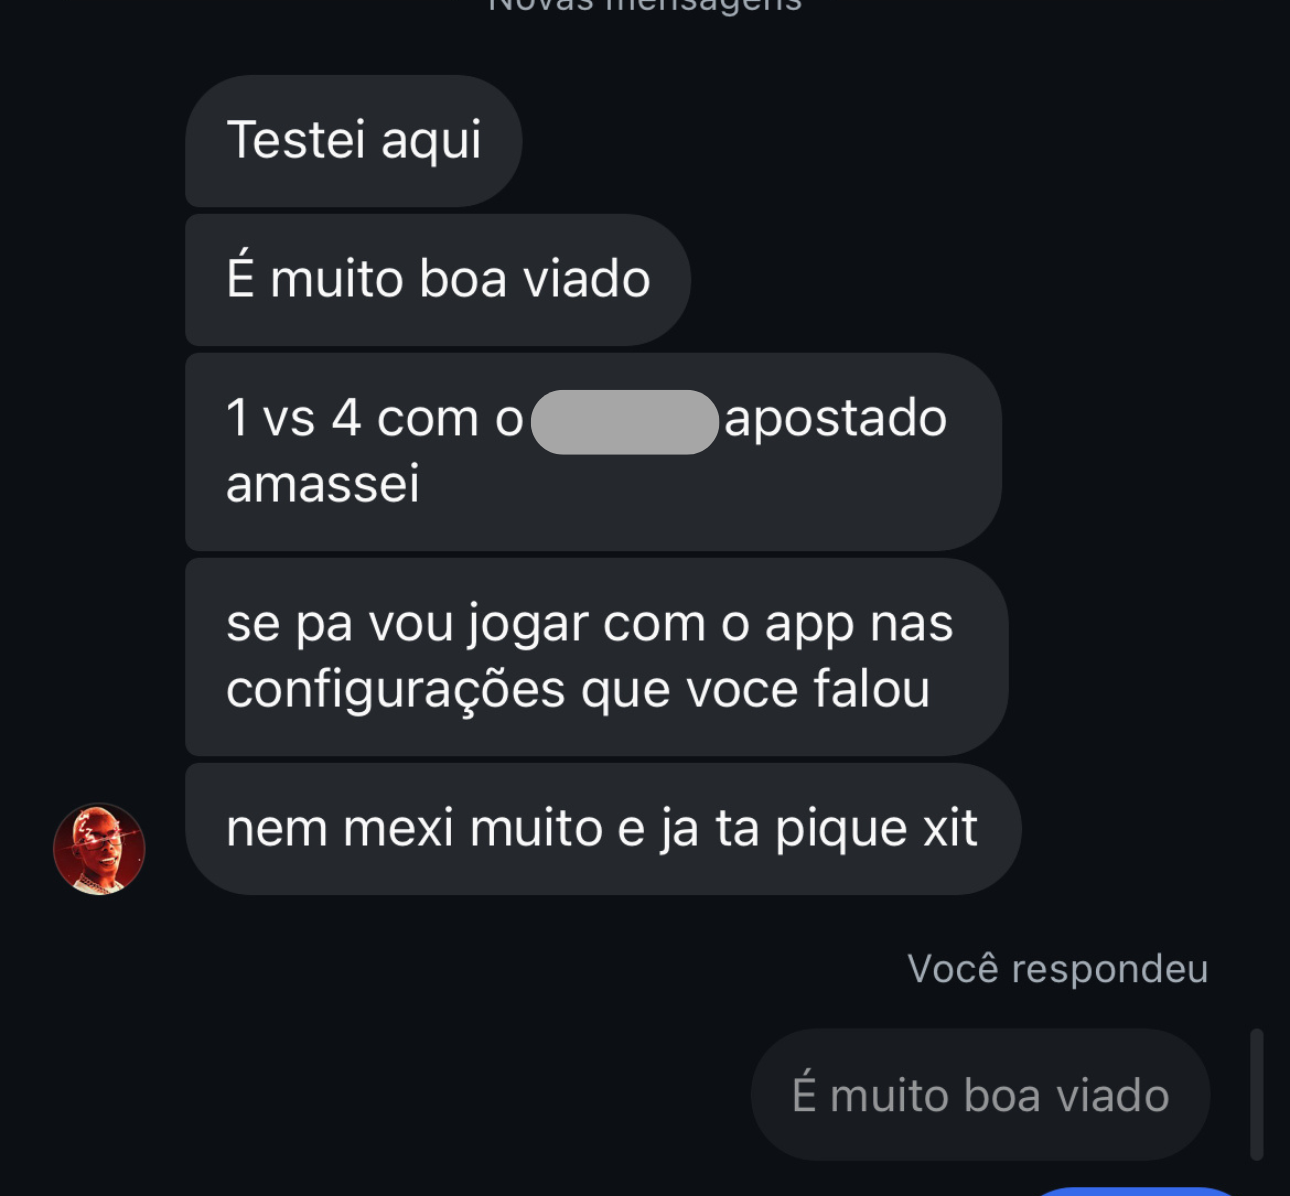 Novas mensagens
Testei aqui
É muito boa viado
1 vs 4 com o apostado
amassei
se pa vou jogar com o app nas
configurações que voce falou
nem mexi muito e ja ta pique xit
Você respondeu
É muito boa viado